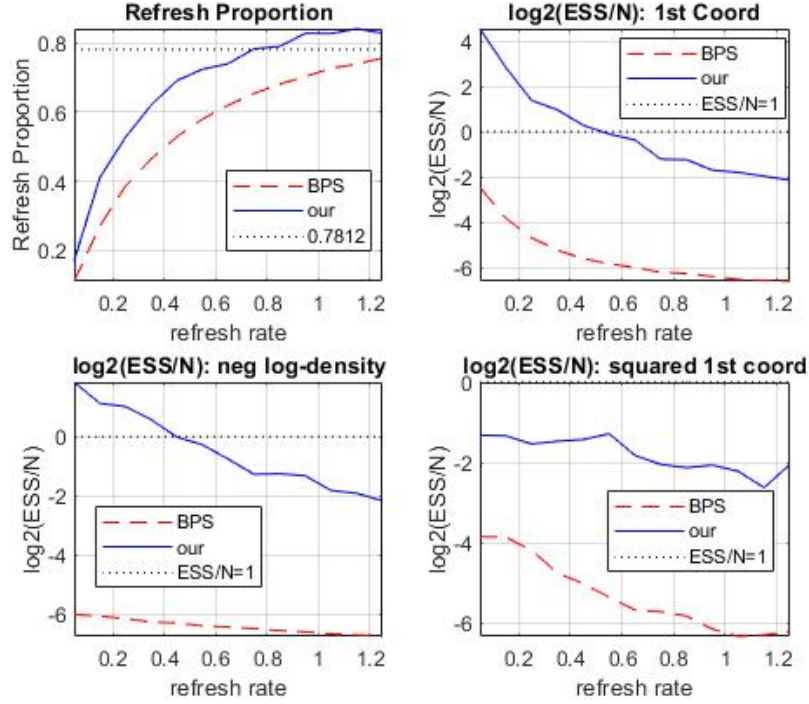 Refresh Proportion
Refresh Proportion
0.8
0.6
0.4
0.2
BPS
our
0.7812
0.2 0.4 0.6 0.8 1 1.2
refresh rate
log2(ESS/N): 1st Coord
log2(ESS/N)
4
2
0
-2
-4
-6
BPS
our
ESS/N=1
0.2 0.4 0.6 0.8 1 1.2
refresh rate
log2(ESS/N): neg log-density
log2(ESS/N)
0
-2
-4
-6
BPS
our
ESS/N=1
0.2 0.4 0.6 0.8 1 1.2
refresh rate
log2(ESS/N): squared 1st coord
log2(ESS/N)
0
-2
-4
-6
BPS
our
ESS/N=1
0.2 0.4 0.6 0.8 1 1.2
refresh rate